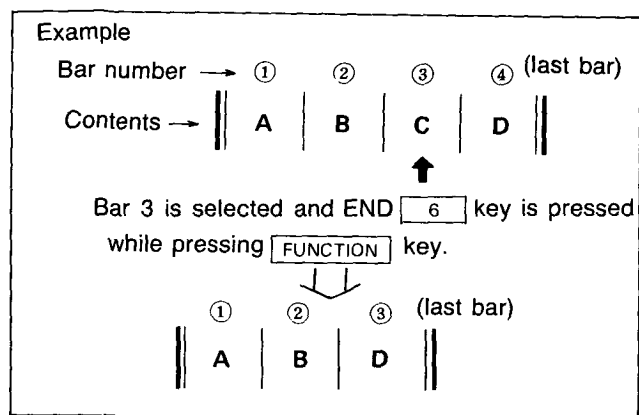 Example
Bar number → ① ② ③ ④ (last bar)
Contents → A B C D
Bar 3 is selected and END 6 key is pressed
while pressing FUNCTION key.
① ② ③ (last bar)
A B D